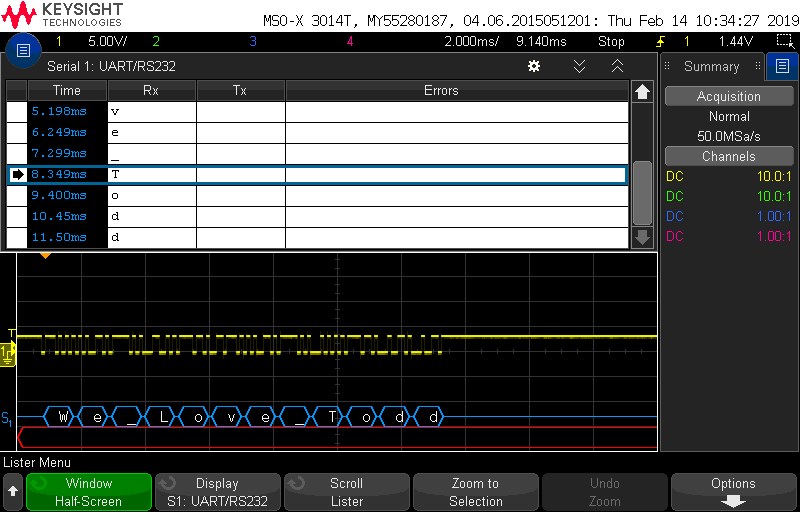 KEYSIGHT
TECHNOLOGIES
MSO-X 3014T, MY55280187, 04.06.2015051201: Thu Feb 14 10:34:27 2019
1 5.00V/ 2 3 4 2.000ms/ 9.140ms Stop 1 1.44V
Serial 1: UART/RS232
Summary
Time Rx Tx Errors
5.198ms v
6.249ms e
7.299ms _
8.349ms T
9.400ms o
10.45ms d
11.50ms d
Acquisition
Normal
50.0MSa/s
Channels
DC 10.0:1
DC 10.0:1
DC 1.00:1
DC 1.00:1
T
1
S1 W e _ L o v e _ T o d d
Lister Menu
Window
Half-Screen
Display
S1: UART/RS232
Scroll
Lister
Zoom to
Selection
Undo
Zoom
Options